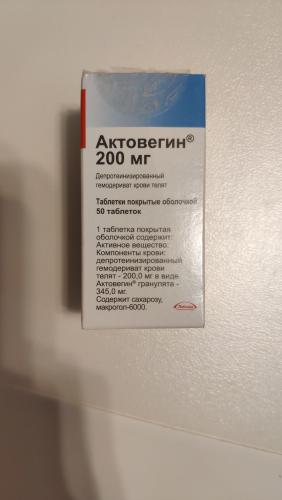 Актовегин®
200 мг
Депротеинизированный
гемодериват крови телят
Таблетки покрытые оболочкой
50 таблеток
1 таблетка покрытая
оболочкой содержит:
Активное вещество:
Компоненты крови:
депротеинизированный
гемодериват крови
телят - 200,0 мг в виде
Актовегин® гранулята -
345,0 мг.
Содержит сахарозу,
макрогол-6000.
Takeda